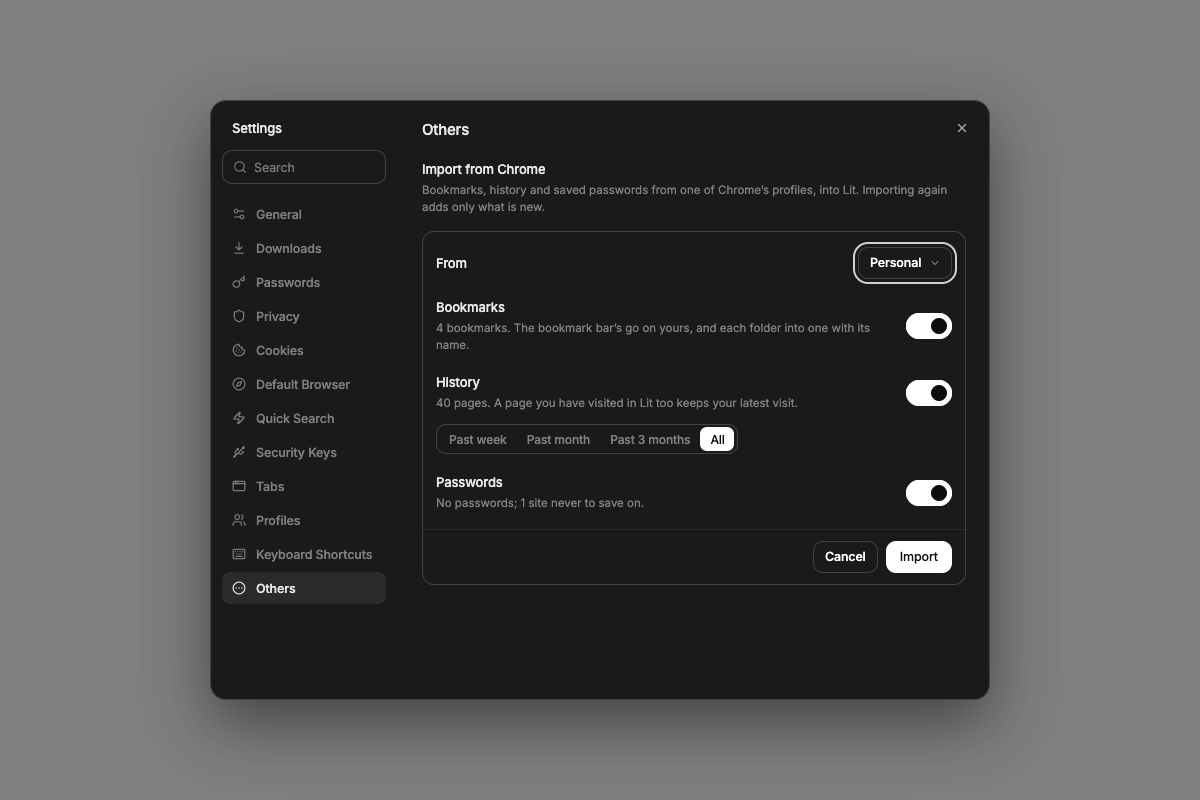 Settings
Search
General
Downloads
Passwords
Privacy
Cookies
Default Browser
Quick Search
Security Keys
Tabs
Profiles
Keyboard Shortcuts
Others
Others
Import from Chrome
Bookmarks, history and saved passwords from one of Chrome’s profiles, into Lit. Importing again
adds only what is new.
From
Personal
Bookmarks
4 bookmarks. The bookmark bar’s go on yours, and each folder into one with its
name.
History
40 pages. A page you have visited in Lit too keeps your latest visit.
Past week Past month Past 3 months All
Passwords
No passwords; 1 site never to save on.
Cancel Import